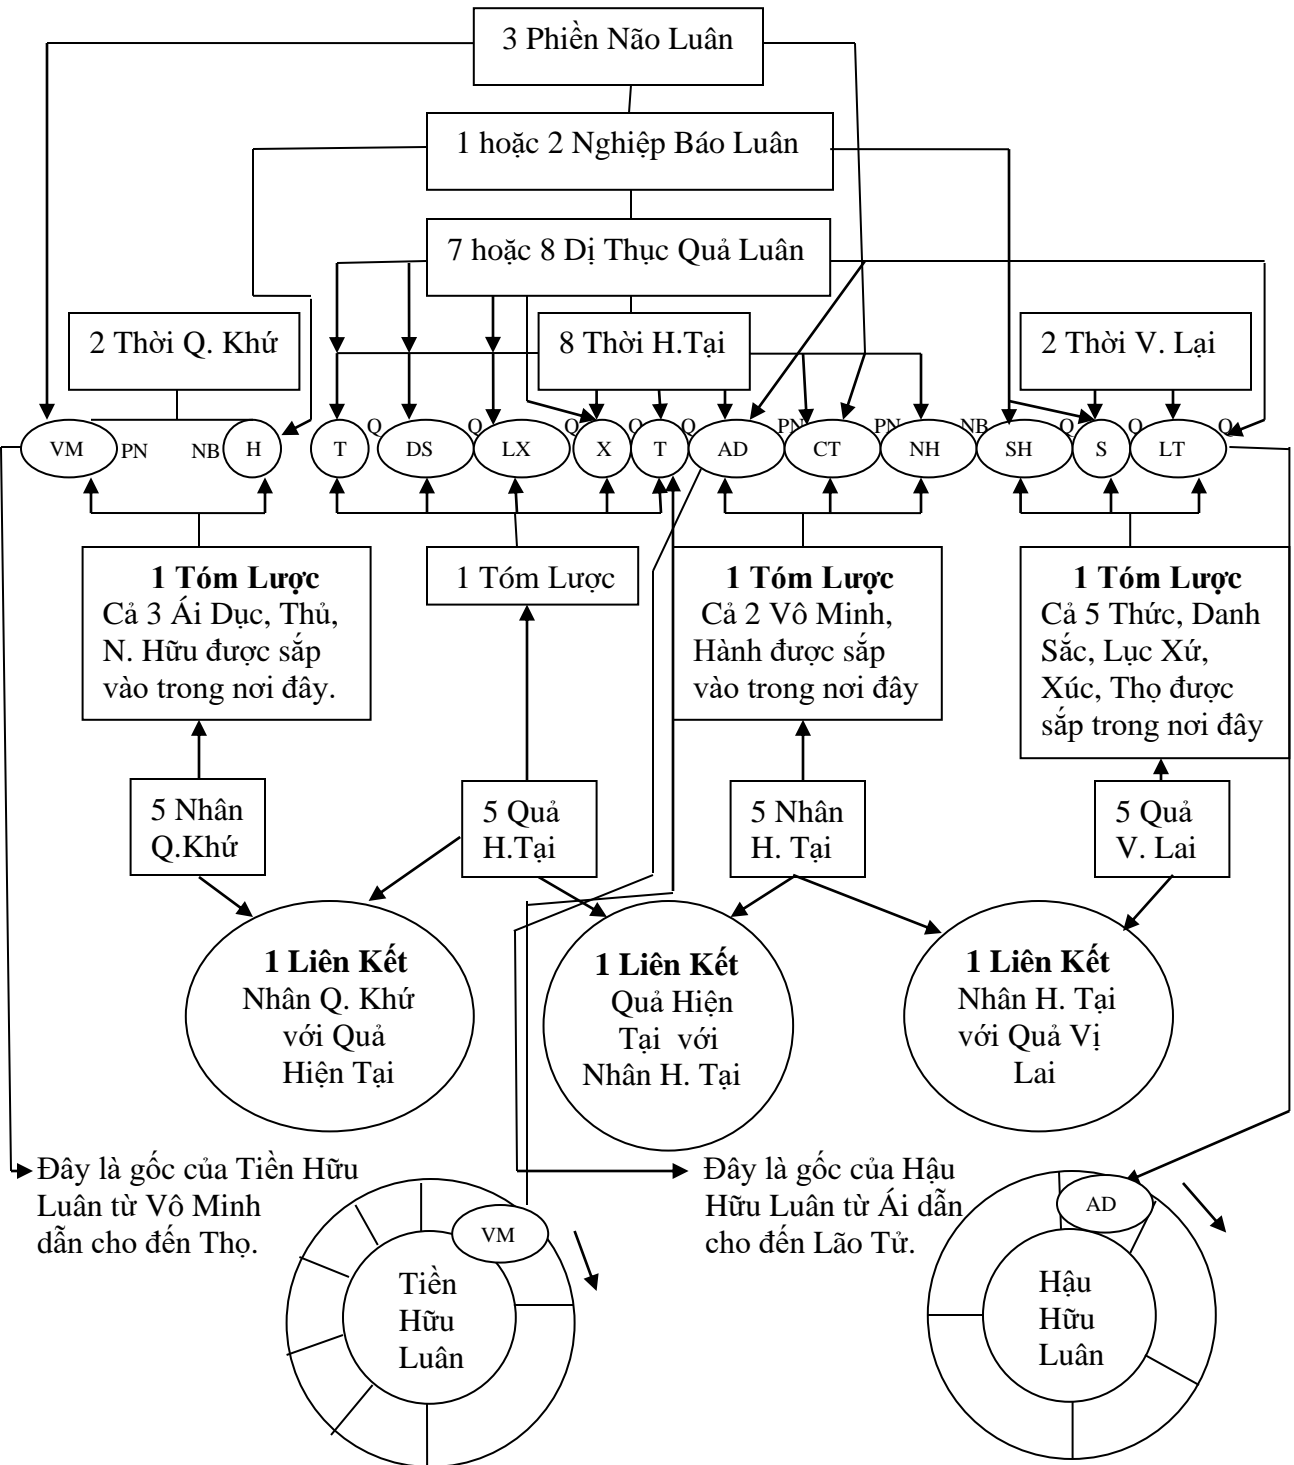 3 Phiền Não Luân
1 hoặc 2 Nghiệp Báo Luân
7 hoặc 8 Dị Thục Quả Luân
2 Thời Q. Khứ
8 Thời H.Tại
2 Thời V. Lại
VM PN NB H T Q DS Q LX Q X Q T Q AD PN CT PN NH NB SH Q S Q LT Q
1 Tóm Lược
Cả 3 Ái Dục, Thủ,
N. Hữu được sắp
vào trong nơi đây.
1 Tóm Lược
1 Tóm Lược
Cả 2 Vô Minh,
Hành được sắp
vào trong nơi đây
1 Tóm Lược
Cả 5 Thức, Danh
Sắc, Lục Xứ,
Xúc, Thọ được
sắp trong nơi đây
5 Nhân
Q.Khứ
5 Quả
H.Tại
5 Nhân
H. Tại
5 Quả
V. Lai
1 Liên Kết
Nhân Q. Khứ
với Quả
Hiện Tại
1 Liên Kết
Quả Hiện
Tại với
Nhân H. Tại
1 Liên Kết
Nhân H. Tại
với Quả Vị
Lai
Đây là gốc của Tiền Hữu
Luân từ Vô Minh
dẫn cho đến Thọ.
VM
Tiền
Hữu
Luân
Đây là gốc của Hậu
Hữu Luân từ Ái dẫn
cho đến Lão Tử.
AD
Hậu
Hữu
Luân